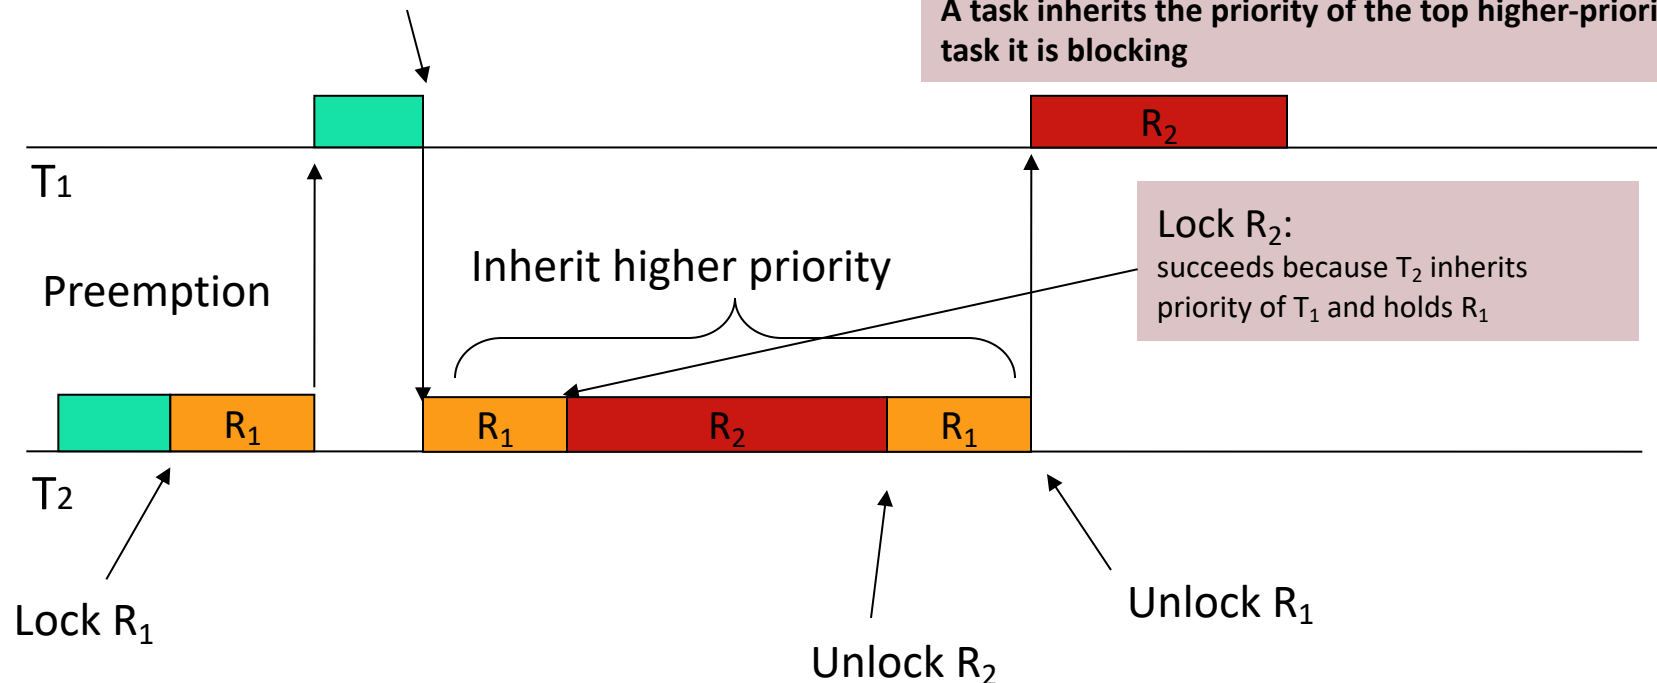 A task inherits the priority of the top higher-priori
task it is blocking
R₂
T1
Lock R₂:
succeeds because T₂ inherits
priority of T₁ and holds R₁
Inherit higher priority
Preemption
R₁
R₁
R₂
R₁
T2
Lock R₁
Unlock R₁
Unlock R₂